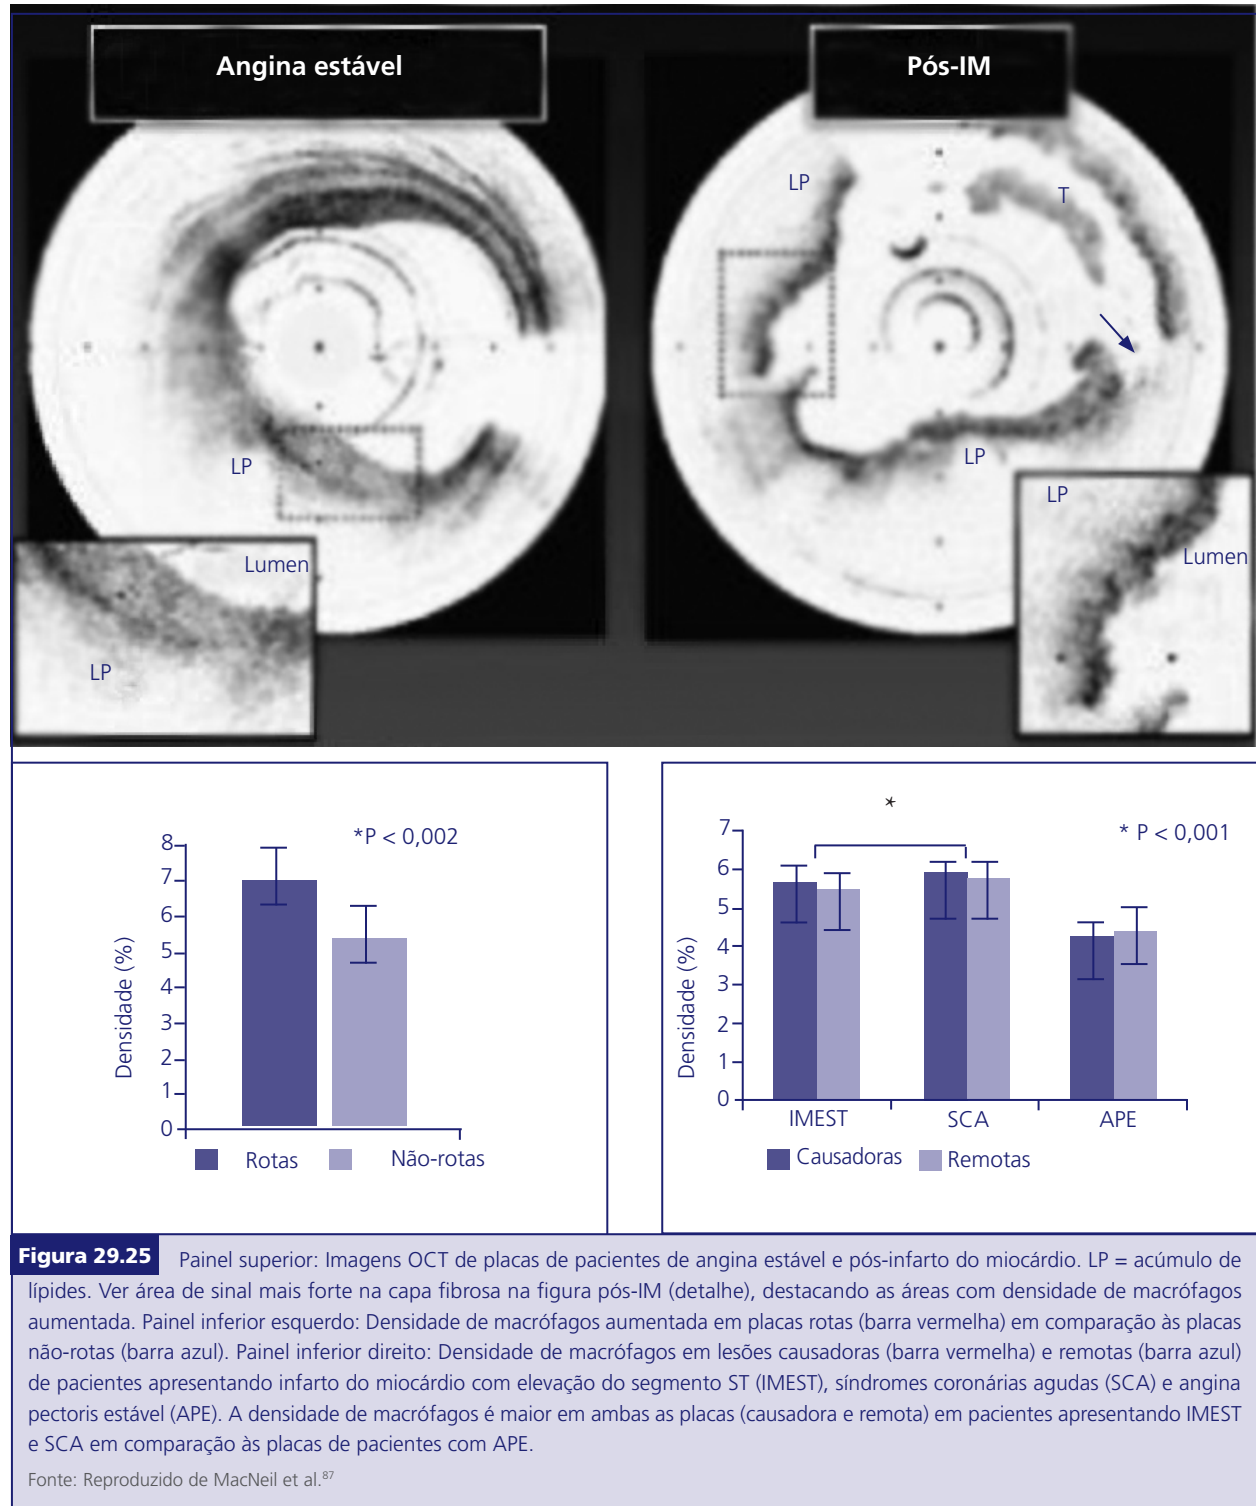 Angina estável
Pós-IM
LP
T
LP
LP
LP
Lumen
Lumen
LP
*P < 0,002
8
7
6
5
4
3
2
1
0
Densidade (%)
Rotas
Não-rotas
*
* P < 0,001
7
6
5
4
3
2
1
0
Densidade (%)
IMEST
SCA
APE
Causadoras
Remotas
Figura 29.25 Painel superior: Imagens OCT de placas de pacientes de angina estável e pós-infarto do miocárdio. LP = acúmulo de
lípides. Ver área de sinal mais forte na capa fibrosa na figura pós-IM (detalhe), destacando as áreas com densidade de macrófagos
aumentada. Painel inferior esquerdo: Densidade de macrófagos aumentada em placas rotas (barra vermelha) em comparação às placas
não-rotas (barra azul). Painel inferior direito: Densidade de macrófagos em lesões causadoras (barra vermelha) e remotas (barra azul)
de pacientes apresentando infarto do miocárdio com elevação do segmento ST (IMEST), síndromes coronárias agudas (SCA) e angina
pectoris estável (APE). A densidade de macrófagos é maior em ambas as placas (causadora e remota) em pacientes apresentando IMEST
e SCA em comparação às placas de pacientes com APE.
Fonte: Reproduzido de MacNeil et al.87